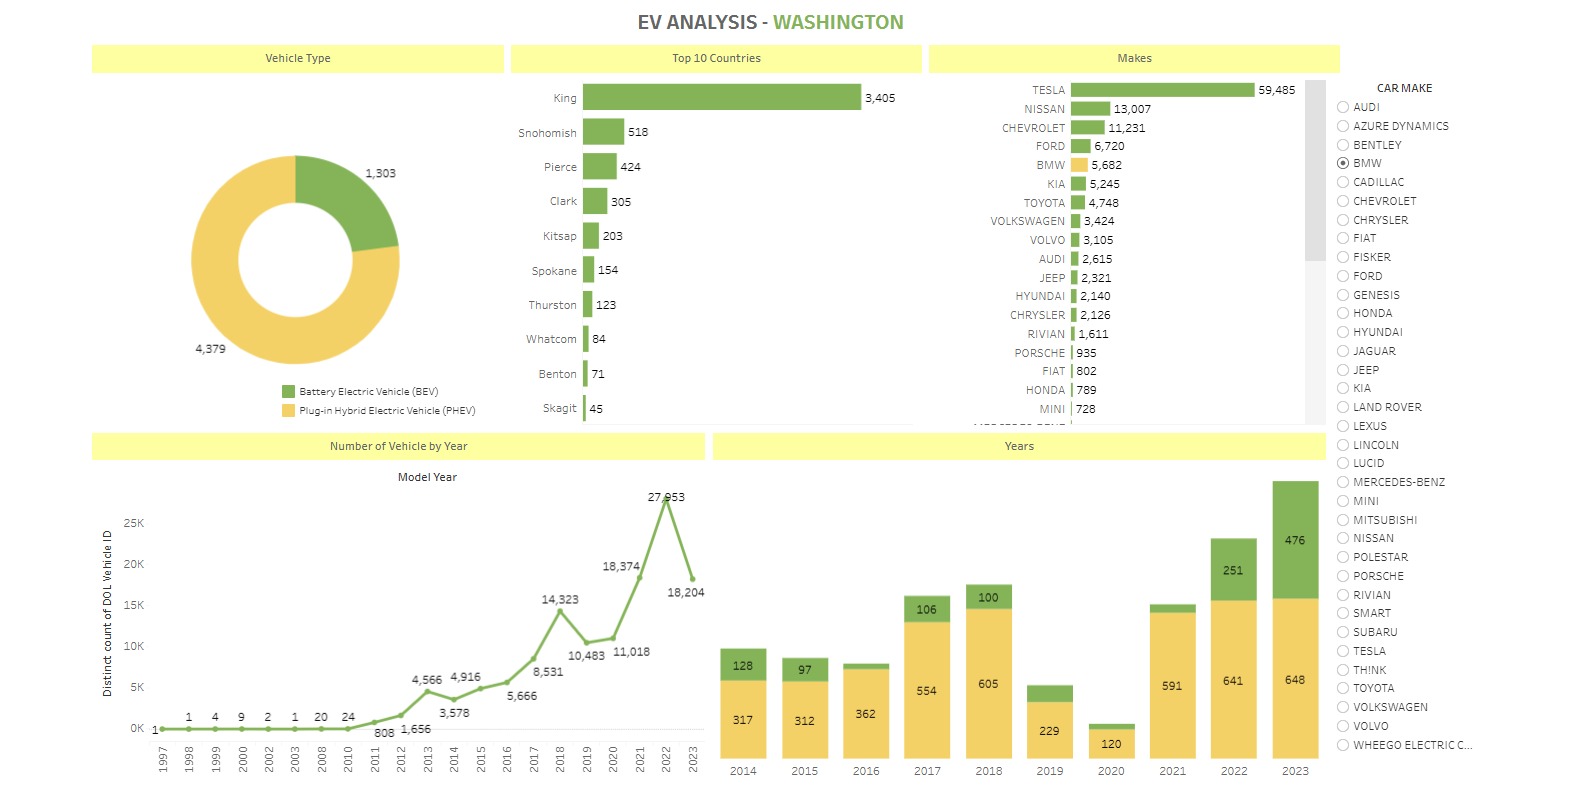 EV ANALYSIS - WASHINGTON
Vehicle Type
1,303
4,379
Battery Electric Vehicle (BEV)
Plug-in Hybrid Electric Vehicle (PHEV)
Top 10 Countries
King 3,405
Snohomish 518
Pierce 424
Clark 305
Kitsap 203
Spokane 154
Thurston 123
Whatcom 84
Benton 71
Skagit 45
Makes
TESLA 59,485
NISSAN 13,007
CHEVROLET 11,231
FORD 6,720
BMW 5,682
KIA 5,245
TOYOTA 4,748
VOLKSWAGEN 3,424
VOLVO 3,105
AUDI 2,615
JEEP 2,321
HYUNDAI 2,140
CHRYSLER 2,126
RIVIAN 1,611
PORSCHE 935
FIAT 802
HONDA 789
MINI 728
CAR MAKE
AUDI
AZURE DYNAMICS
BENTLEY
BMW
CADILLAC
CHEVROLET
CHRYSLER
FIAT
FISKER
FORD
GENESIS
HONDA
HYUNDAI
JAGUAR
JEEP
KIA
LAND ROVER
LEXUS
LINCOLN
LUCID
MERCEDES-BENZ
MINI
MITSUBISHI
NISSAN
POLESTAR
PORSCHE
RIVIAN
SMART
SUBARU
TESLA
TH!NK
TOYOTA
VOLKSWAGEN
VOLVO
WHEEGO ELECTRIC C...
Number of Vehicle by Year
Model Year
Distinct count of DOL Vehicle ID
25K
20K
15K
10K
5K
0K
1
1
4
9
2
1
20
24
808
1,656
4,566
3,578
4,916
5,666
8,531
14,323
10,483
11,018
18,374
27,953
18,204
1997
1998
1999
2000
2002
2003
2008
2010
2011
2012
2013
2014
2015
2016
2017
2018
2019
2020
2021
2022
2023
Years
128
317
97
312
362
106
554
100
605
229
120
591
251
641
476
648
2014
2015
2016
2017
2018
2019
2020
2021
2022
2023